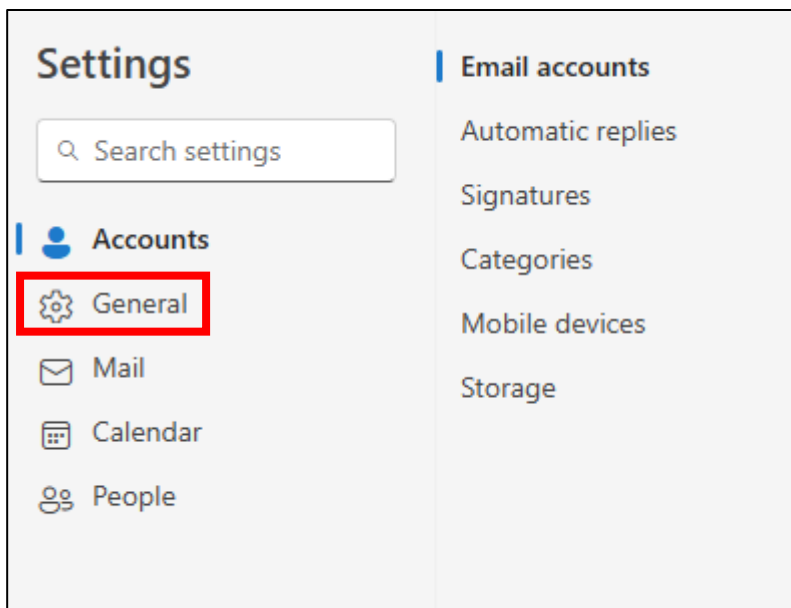 Settings
Search settings
Accounts
General
Mail
Calendar
People
Email accounts
Automatic replies
Signatures
Categories
Mobile devices
Storage